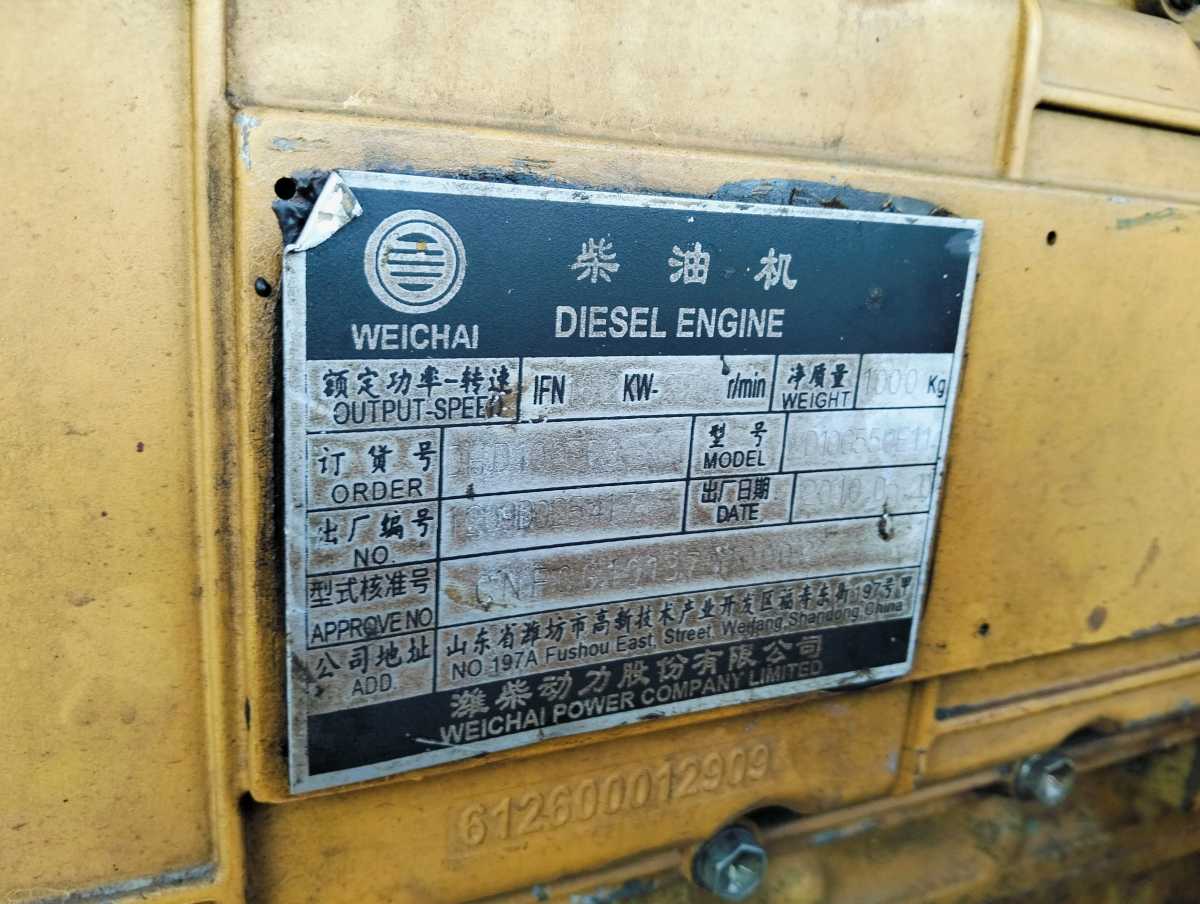 柴油机
WEICHAI DIESEL ENGINE
额定功率-转速 IFN KW- r/min 净质量 1000 Kg
OUTPUT-SPEED WEIGHT
订货号 型号
ORDER MODEL
出厂编号 出厂日期
NO. DATE
型式核准号
APPROVE NO
公司地址 山东省潍坊市高新技术产业开发区福寿东街197号甲
ADD. NO 197A Fushou East, Street, Weifang, Shandong, China
潍柴动力股份有限公司
WEICHAI POWER COMPANY LIMITED
612600012909